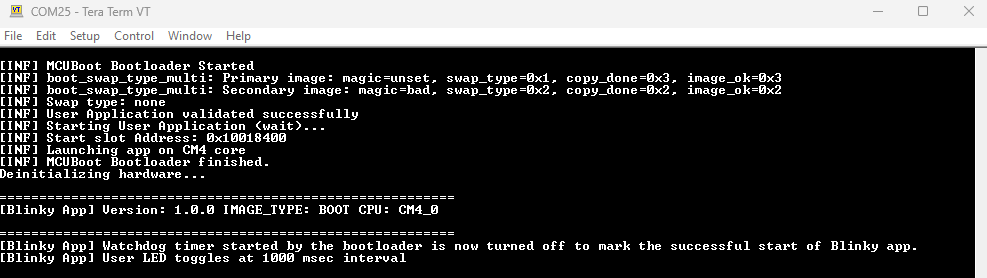 COM25 - Tera Term VT
File Edit Setup Control Window Help
[INF] MCUBoot Bootloader Started
[INF] boot_swap_type_multi: Primary image: magic=unset, swap_type=0x1, copy_done=0x3, image_ok=0x3
[INF] boot_swap_type_multi: Secondary image: magic=bad, swap_type=0x2, copy_done=0x2, image_ok=0x2
[INF] Swap type: none
[INF] User Application validated successfully
[INF] Starting User Application (wait)...
[INF] Start slot Address: 0x10018400
[INF] Launching app on CM4 core
[INF] MCUBoot Bootloader finished.
Deinitializing hardware...
=========================================================
[Blinky App] Version: 1.0.0 IMAGE_TYPE: BOOT CPU: CM4_0
=========================================================
[Blinky App] Watchdog timer started by the bootloader is now turned off to mark the successful start of Blinky app.
[Blinky App] User LED toggles at 1000 msec interval